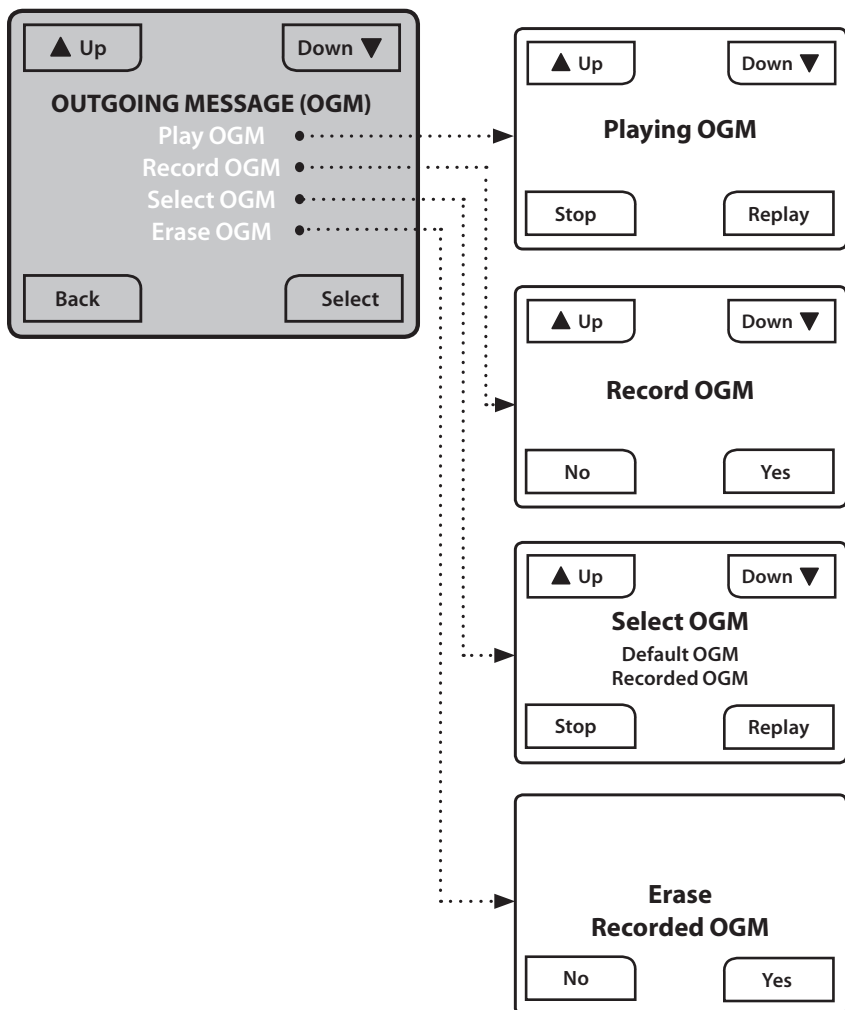 ▲ Up
Down ▼
OUTGOING MESSAGE (OGM)
Play OGM
Record OGM
Select OGM
Erase OGM
Back
Select
▲ Up
Down ▼
Playing OGM
Stop
Replay
▲ Up
Down ▼
Record OGM
No
Yes
▲ Up
Down ▼
Select OGM
Default OGM
Recorded OGM
Stop
Replay
Erase
Recorded OGM
No
Yes